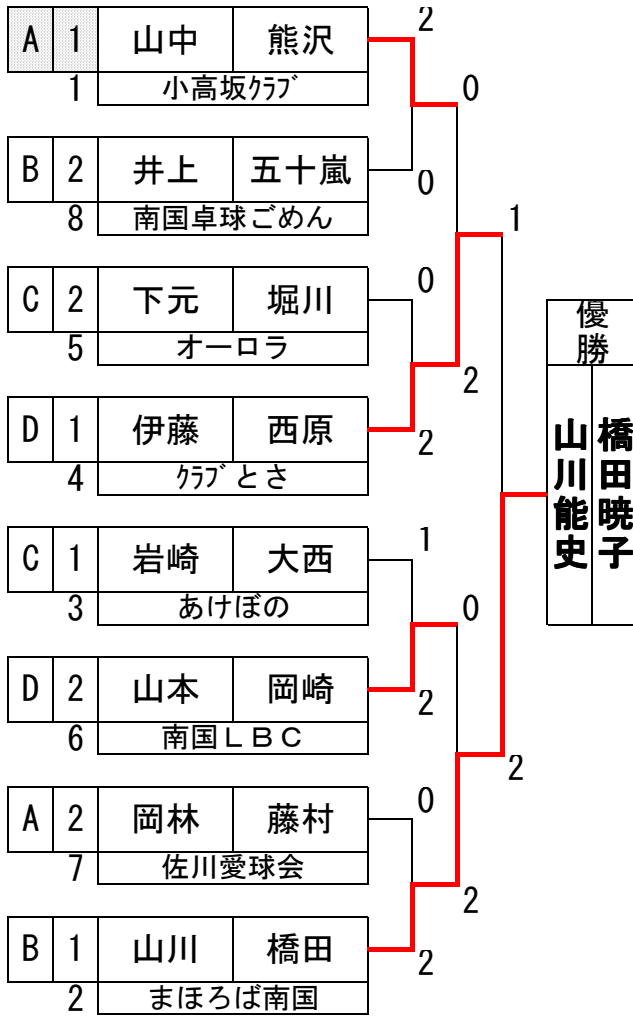 A 1 山中 熊沢
1 小高坂ｸﾗﾌﾞ
2
0
B 2 井上 五十嵐
8 南国卓球ごめん
0
1
C 2 下元 堀川
5 オーロラ
0
2
D 1 伊藤 西原
4 ｸﾗﾌﾞとさ
2
C 1 岩崎 大西
3 あけぼの
1
0
D 2 山本 岡崎
6 南国ＬＢＣ
2
2
A 2 岡林 藤村
7 佐川愛球会
0
2
B 1 山川 橋田
2 まほろば南国
2
優勝
橋田暁子
山川能史